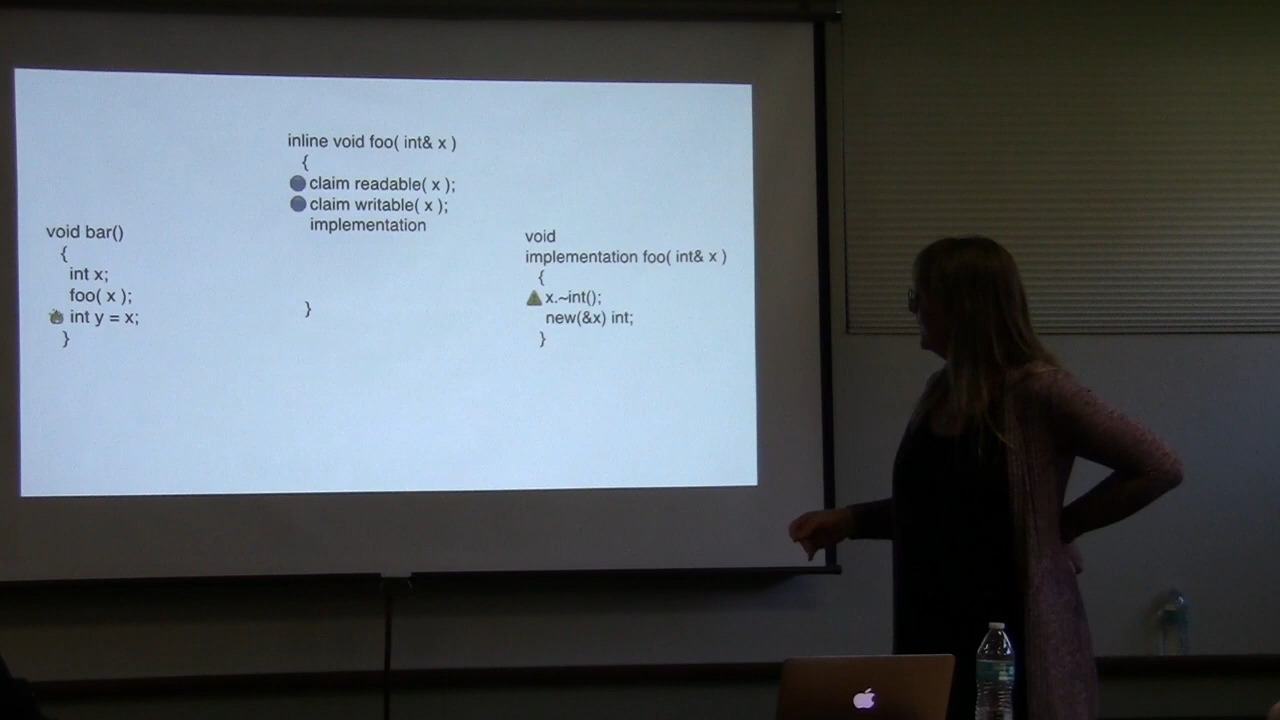 inline void foo( int& x )
{
claim readable( x );
claim writable( x );
implementation
}
void bar()
{
int x;
foo( x );
int y = x;
}
void
implementation foo( int& x )
{
x.~int();
new(&x) int;
}